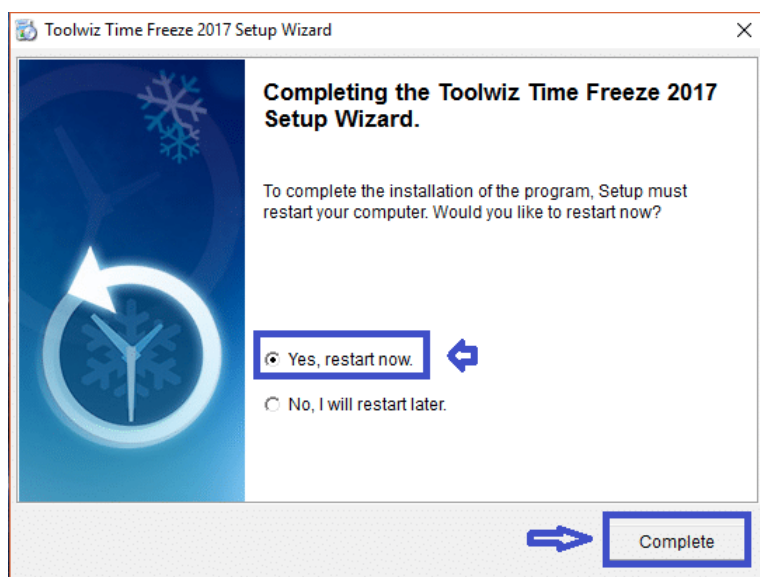 Toolwiz Time Freeze 2017 Setup Wizard
Completing the Toolwiz Time Freeze 2017
Setup Wizard.
To complete the installation of the program, Setup must
restart your computer. Would you like to restart now?
Yes, restart now.
No, I will restart later.
Complete